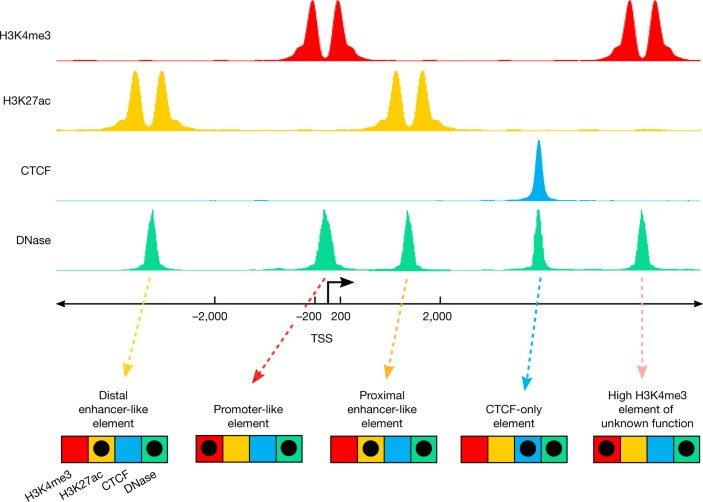 H3K4me3
H3K27ac
CTCF
DNase
−2,000
−200
200
2,000
TSS
Distal
enhancer-like
element
Promoter-like
element
Proximal
enhancer-like
element
CTCF-only
element
High H3K4me3
element of
unknown function
H3K4me3
H3K27ac
CTCF
DNase